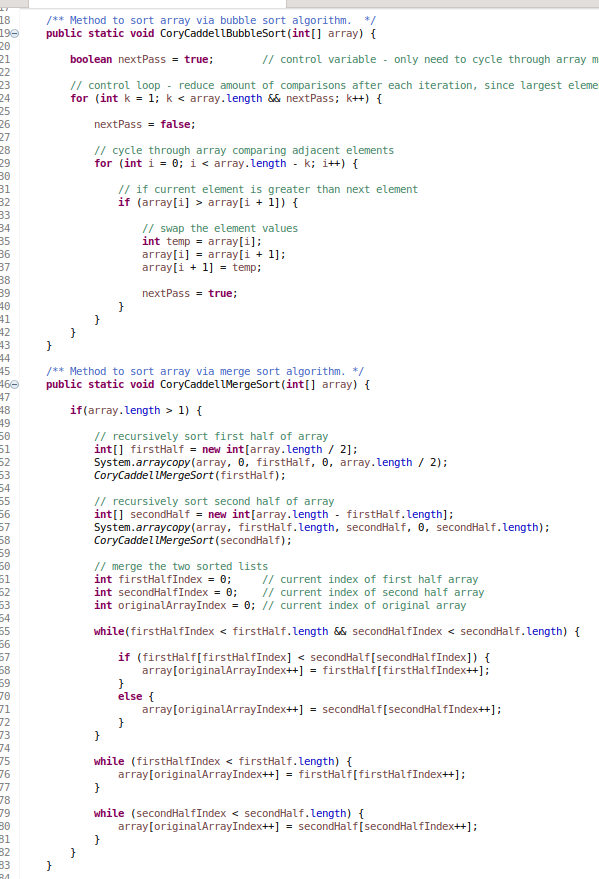 18 /** Method to sort array via bubble sort algorithm.  */
19 public static void CoryCaddellBubbleSort(int[] array) {
20
21 boolean nextPass = true;        // control variable - only need to cycle through array
22
23 // control loop - reduce amount of comparisons after each iteration, since largest
24 for (int k = 1; k < array.length && nextPass; k++) {
25
26 nextPass = false;
27
28 // cycle through array comparing adjacent elements
29 for (int i = 0; i < array.length - k; i++) {
30
31 // if current element is greater than next element
32 if (array[i] > array[i + 1]) {
33
34 // swap the element values
35 int temp = array[i];
36 array[i] = array[i + 1];
37 array[i + 1] = temp;
38
39 nextPass = true;
40 }
41 }
42 }
43 }
44
45 /** Method to sort array via merge sort algorithm. */
46 public static void CoryCaddellMergeSort(int[] array) {
47
48 if(array.length > 1) {
49
50 // recursively sort first half of array
51 int[] firstHalf = new int[array.length / 2];
52 System.arraycopy(array, 0, firstHalf, 0, array.length / 2);
53 CoryCaddellMergeSort(firstHalf);
54
55 // recursively sort second half of array
56 int[] secondHalf = new int[array.length - firstHalf.length];
57 System.arraycopy(array, firstHalf.length, secondHalf, 0, secondHalf.length);
58 CoryCaddellMergeSort(secondHalf);
59
60 // merge the two sorted lists
61 int firstHalfIndex = 0;     // current index of first half array
62 int secondHalfIndex = 0;    // current index of second half array
63 int originalArrayIndex = 0; // current index of original array
64
65 while(firstHalfIndex < firstHalf.length && secondHalfIndex < secondHalf.length) {
66
67 if (firstHalf[firstHalfIndex] < secondHalf[secondHalfIndex]) {
68 array[originalArrayIndex++] = firstHalf[firstHalfIndex++];
69 }
70 else {
71 array[originalArrayIndex++] = secondHalf[secondHalfIndex++];
72 }
73 }
74
75 while (firstHalfIndex < firstHalf.length) {
76 array[originalArrayIndex++] = firstHalf[firstHalfIndex++];
77 }
78
79 while (secondHalfIndex < secondHalf.length) {
80 array[originalArrayIndex++] = secondHalf[secondHalfIndex++];
81 }
82 }
83 }